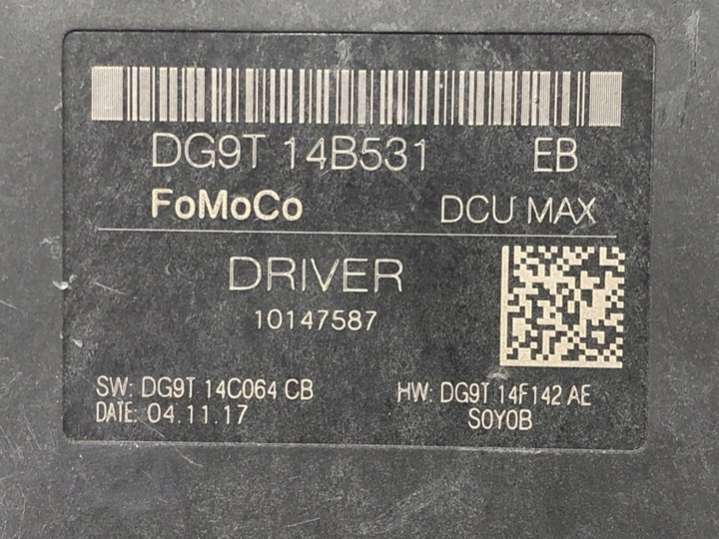 DG9T 14B531 EB
FoMoCo DCU MAX
DRIVER
10147587
SW: DG9T 14C064 CB HW: DG9T 14F142 AE
DATE: 04.11.17 S0Y0B